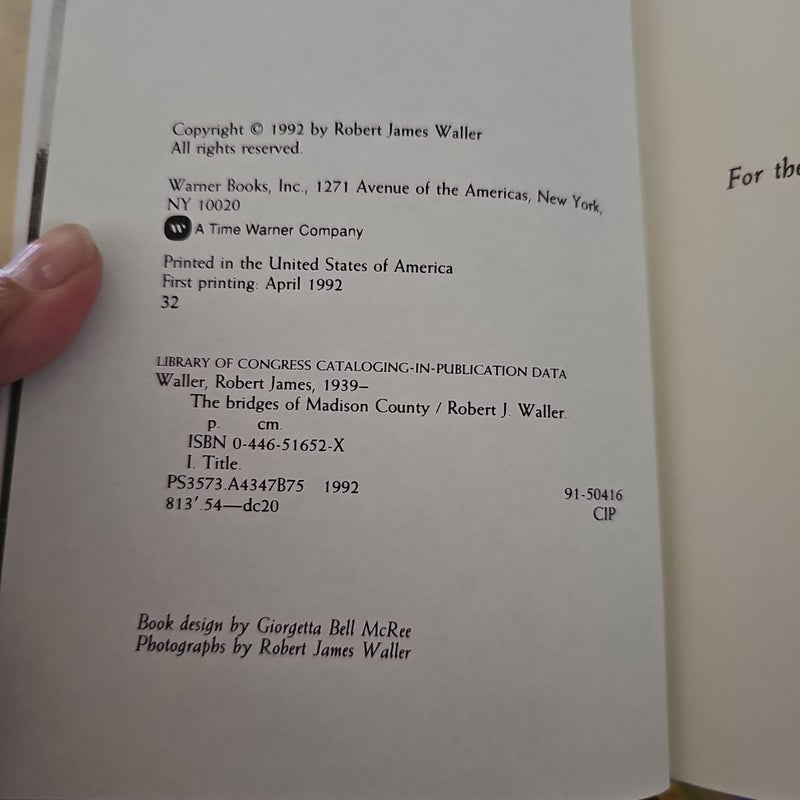 Copyright © 1992 by Robert James Waller
All rights reserved.
Warner Books, Inc., 1271 Avenue of the Americas, New York,
NY 10020
A Time Warner Company
Printed in the United States of America
First printing: April 1992
32
LIBRARY OF CONGRESS CATALOGING-IN-PUBLICATION DATA
Waller, Robert James, 1939–
The bridges of Madison County / Robert J. Waller.
p. cm.
ISBN 0-446-51652-X
I. Title.
PS3573.A4347B75 1992
813'.54—dc20
91-50416
CIP
Book design by Giorgetta Bell McRee
Photographs by Robert James Waller
For the